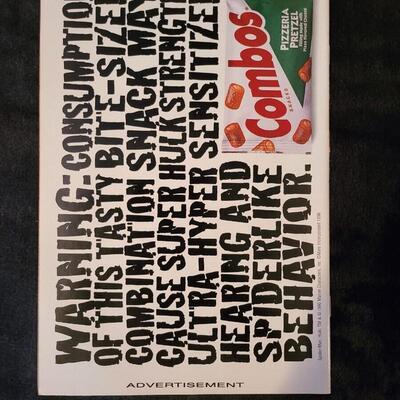 WARNING: CONSUMPTION
OF THIS TASTY BITE-SIZED
COMBINATION SNACK MAY
CAUSE SUPER HULK STRENGTH
ULTRA-HYPER SENSITIZED
HEARING AND
SPIDERLIKE
BEHAVIOR.
Combos
SNACKS
PIZZERIA
PRETZEL
ADVERTISEMENT